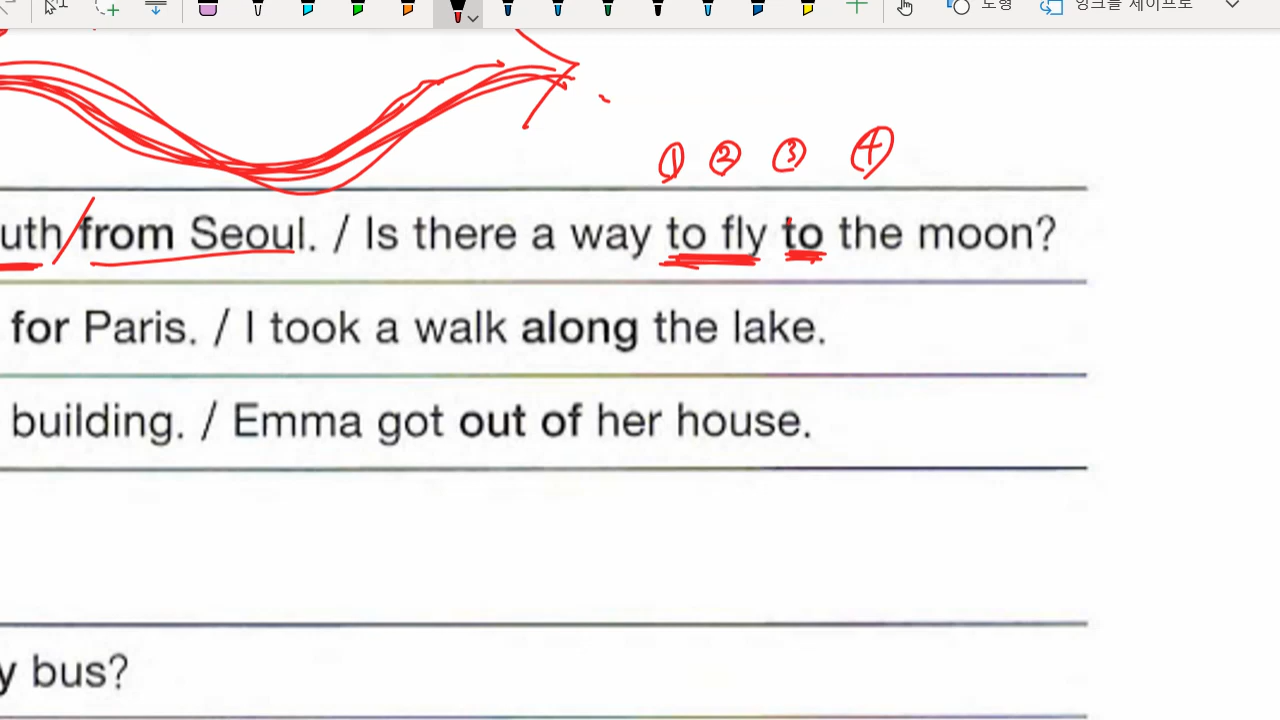 도형 잉크를 셰이프로
① ② ③ ④
uth / from Seoul. / Is there a way to fly to the moon?
for Paris. / I took a walk along the lake.
building. / Emma got out of her house.
y bus?